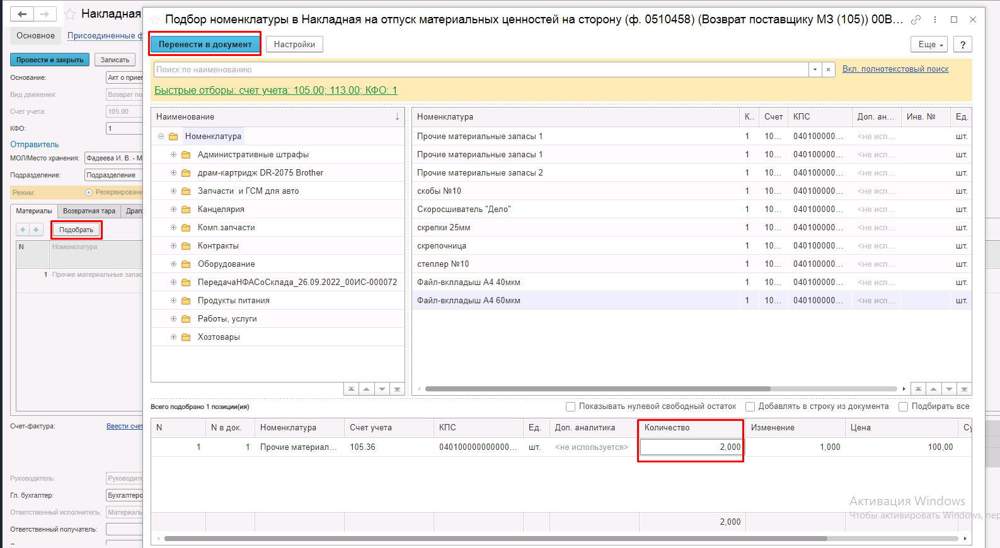 Накладная
Основное
Присоединенные ф
Провести и закрыть
Записать
Основание:
Акт о прием
Вид движения:
Возврат по
Счет учета:
105.00
КФО:
1
Отправитель
МОЛ/Место хранения:
Фадеева И. В. - М
Подразделение:
Подразделение
Режим:
Резервировани
Материалы
Возвратная тара
Драго
Подобрать
N
Номенклатура
1
Прочие материальные запас
Счет-фактура:
Ввести счет
Руководитель:
Руководите
Гл. бухгалтер:
Бухгалтеро
Ответственный исполнитель:
Материаль
Ответственный получатель:
Подбор номенклатуры в Накладная на отпуск материальных ценностей на сторону (ф. 0510458) (Возврат поставщику МЗ (105)) 00В...
Перенести в документ
Настройки
Еще
?
Поиск по наименованию
Вкл. полнотекстовый поиск
Быстрые отборы: счет учета: 105.00; 113.00; КФО: 1
Наименование
Номенклатура
Административные штрафы
драм-картридж DR-2075 Brother
Запчасти и ГСМ для авто
Канцелярия
Комп.запчасти
Контракты
Оборудование
ПередачаНФАСоСклада_26.09.2022_00ИС-000072
Продукты питания
Работы, услуги
Хозтовары
Номенклатура К.. Счет КПС Доп. ан... Инв. № Ед.
Прочие материальные запасы 1 1 10... 040100000... <не исп... шт.
Прочие материальные запасы 1 1 10... 040100000... <не исп... шт.
Прочие материальные запасы 2 1 10... 040100000... <не исп... шт.
скобы №10 1 10... 040100000... <не исп... шт.
Скоросшиватель "Дело" 1 10... 040100000... <не исп... шт.
скрепки 25мм 1 10... 040100000... <не исп... шт.
скрепочница 1 10... 040100000... <не исп... шт.
степлер №10 1 10... 040100000... <не исп... шт.
Файл-вклладыш А4 40мкм 1 10... 040100000... <не исп... шт.
Файл-вклладыш А4 60мкм 1 10... 040100000... <не исп... шт.
Всего подобрано 1 позиции(ия)
Показывать нулевой свободный остаток
Добавлять в строку из документа
Подбирать все
N N в док. Номенклатура Счет учета КПС Ед. Доп. аналитика Количество Изменение Цена Су
1 1 Прочие материал... 105.36 040100000000000... шт. <не используется> 2,000 1,000 100,00
2,000
Активация Windows
Чтобы активировать Windows, пер